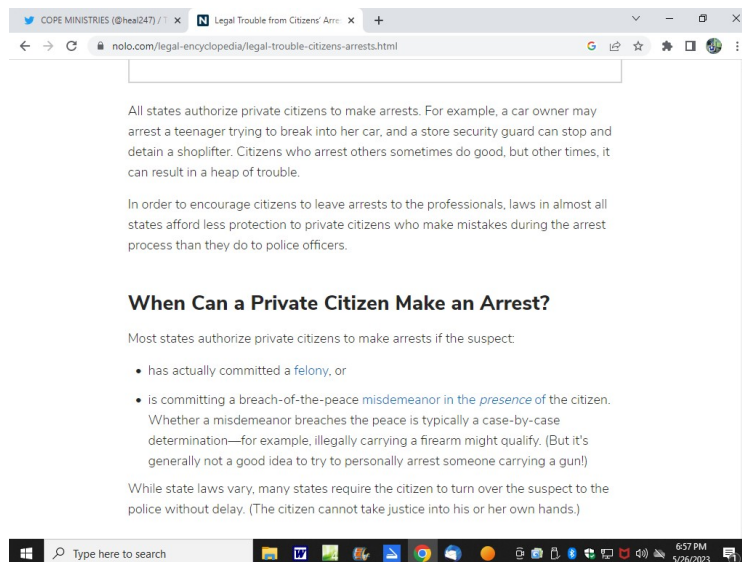 COPE MINISTRIES (@heal247) / T
Legal Trouble from Citizens' Arre
nolo.com/legal-encyclopedia/legal-trouble-citizens-arrests.html
All states authorize private citizens to make arrests. For example, a car owner may
arrest a teenager trying to break into her car, and a store security guard can stop and
detain a shoplifter. Citizens who arrest others sometimes do good, but other times, it
can result in a heap of trouble.
In order to encourage citizens to leave arrests to the professionals, laws in almost all
states afford less protection to private citizens who make mistakes during the arrest
process than they do to police officers.
When Can a Private Citizen Make an Arrest?
Most states authorize private citizens to make arrests if the suspect:
• has actually committed a felony, or
• is committing a breach-of-the-peace misdemeanor in the presence of the citizen.
Whether a misdemeanor breaches the peace is typically a case-by-case
determination—for example, illegally carrying a firearm might qualify. (But it's
generally not a good idea to try to personally arrest someone carrying a gun!)
While state laws vary, many states require the citizen to turn over the suspect to the
police without delay. (The citizen cannot take justice into his or her own hands.)
Type here to search
6:57 PM
5/26/2023